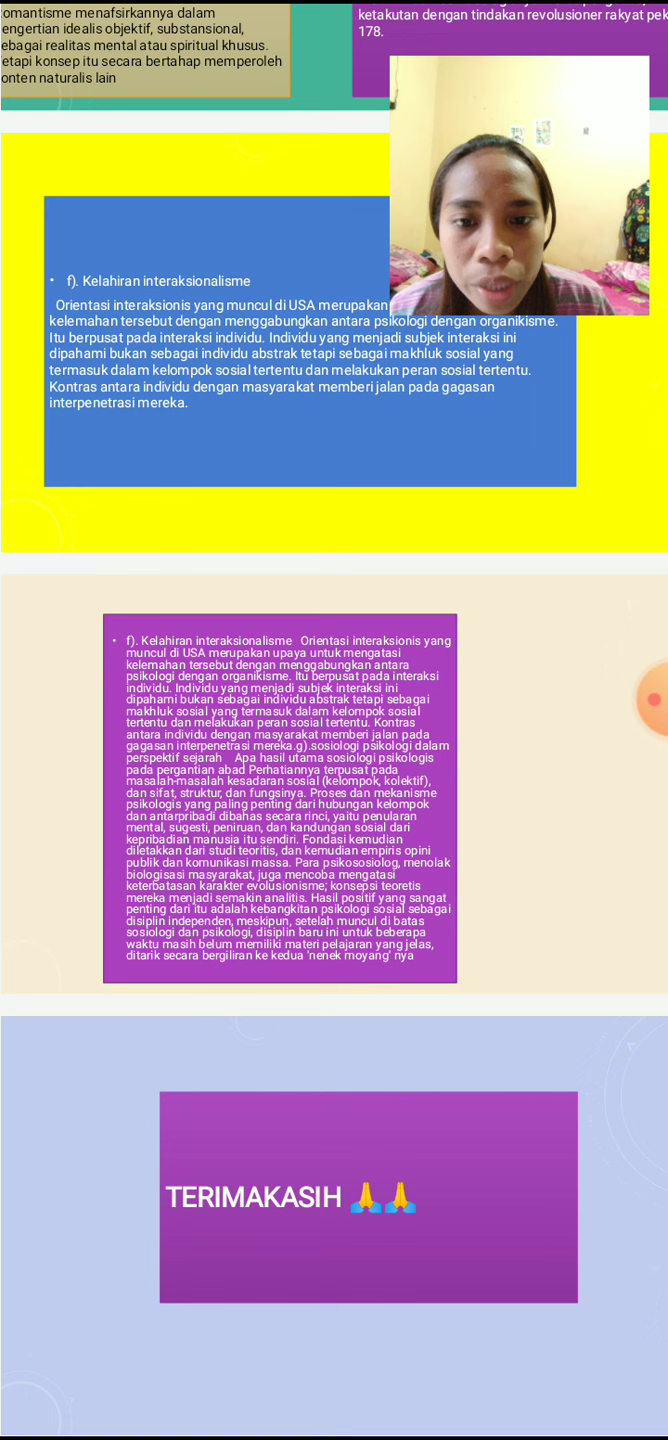 omantisme menafsirkannya dalam
engertian idealis objektif, substansional,
ebagai realitas mental atau spiritual khusus.
etapi konsep itu secara bertahap memperoleh
onten naturalis lain
ketakutan dengan tindakan revolusioner rakyat pek
178.
• f). Kelahiran interaksionalisme
Orientasi interaksionis yang muncul di USA merupakan
kelemahan tersebut dengan menggabungkan antara psikologi dengan organikisme.
Itu berpusat pada interaksi individu. Individu yang menjadi subjek interaksi ini
dipahami bukan sebagai individu abstrak tetapi sebagai makhluk sosial yang
termasuk dalam kelompok sosial tertentu dan melakukan peran sosial tertentu.
Kontras antara individu dengan masyarakat memberi jalan pada gagasan
interpenetrasi mereka.
• f). Kelahiran interaksionalisme Orientasi interaksionis yang
muncul di USA merupakan upaya untuk mengatasi
kelemahan tersebut dengan menggabungkan antara
psikologi dengan organikisme. Itu berpusat pada interaksi
individu. Individu yang menjadi subjek interaksi ini
dipahami bukan sebagai individu abstrak tetapi sebagai
makhluk sosial yang termasuk dalam kelompok sosial
tertentu dan melakukan peran sosial tertentu. Kontras
antara individu dengan masyarakat memberi jalan pada
gagasan interpenetrasi mereka.g).sosiologi psikologi dalam
perspektif sejarah Apa hasil utama sosiologi psikologis
pada pergantian abad Perhatiannya terpusat pada
masalah-masalah kesadaran sosial (kelompok, kolektif),
dan sifat, struktur, dan fungsinya. Proses dan mekanisme
psikologis yang paling penting dari hubungan kelompok
dan antarpribadi dibahas secara rinci, yaitu penularan
mental, sugesti, peniruan, dan kandungan sosial dari
kepribadian manusia itu sendiri. Fondasi kemudian
diletakkan dari studi teoritis, dan kemudian empiris opini
publik dan komunikasi massa. Para psikososiolog, menolak
biologisasi masyarakat, juga mencoba mengatasi
keterbatasan karakter evolusionisme; konsepsi teoretis
mereka menjadi semakin analitis. Hasil positif yang sangat
penting dari itu adalah kebangkitan psikologi sosial sebagai
disiplin independen, meskipun, setelah muncul di batas
sosiologi dan psikologi, disiplin baru ini untuk beberapa
waktu masih belum memiliki materi pelajaran yang jelas,
ditarik secara bergiliran ke kedua 'nenek moyang' nya
TERIMAKASIH 🙏🙏